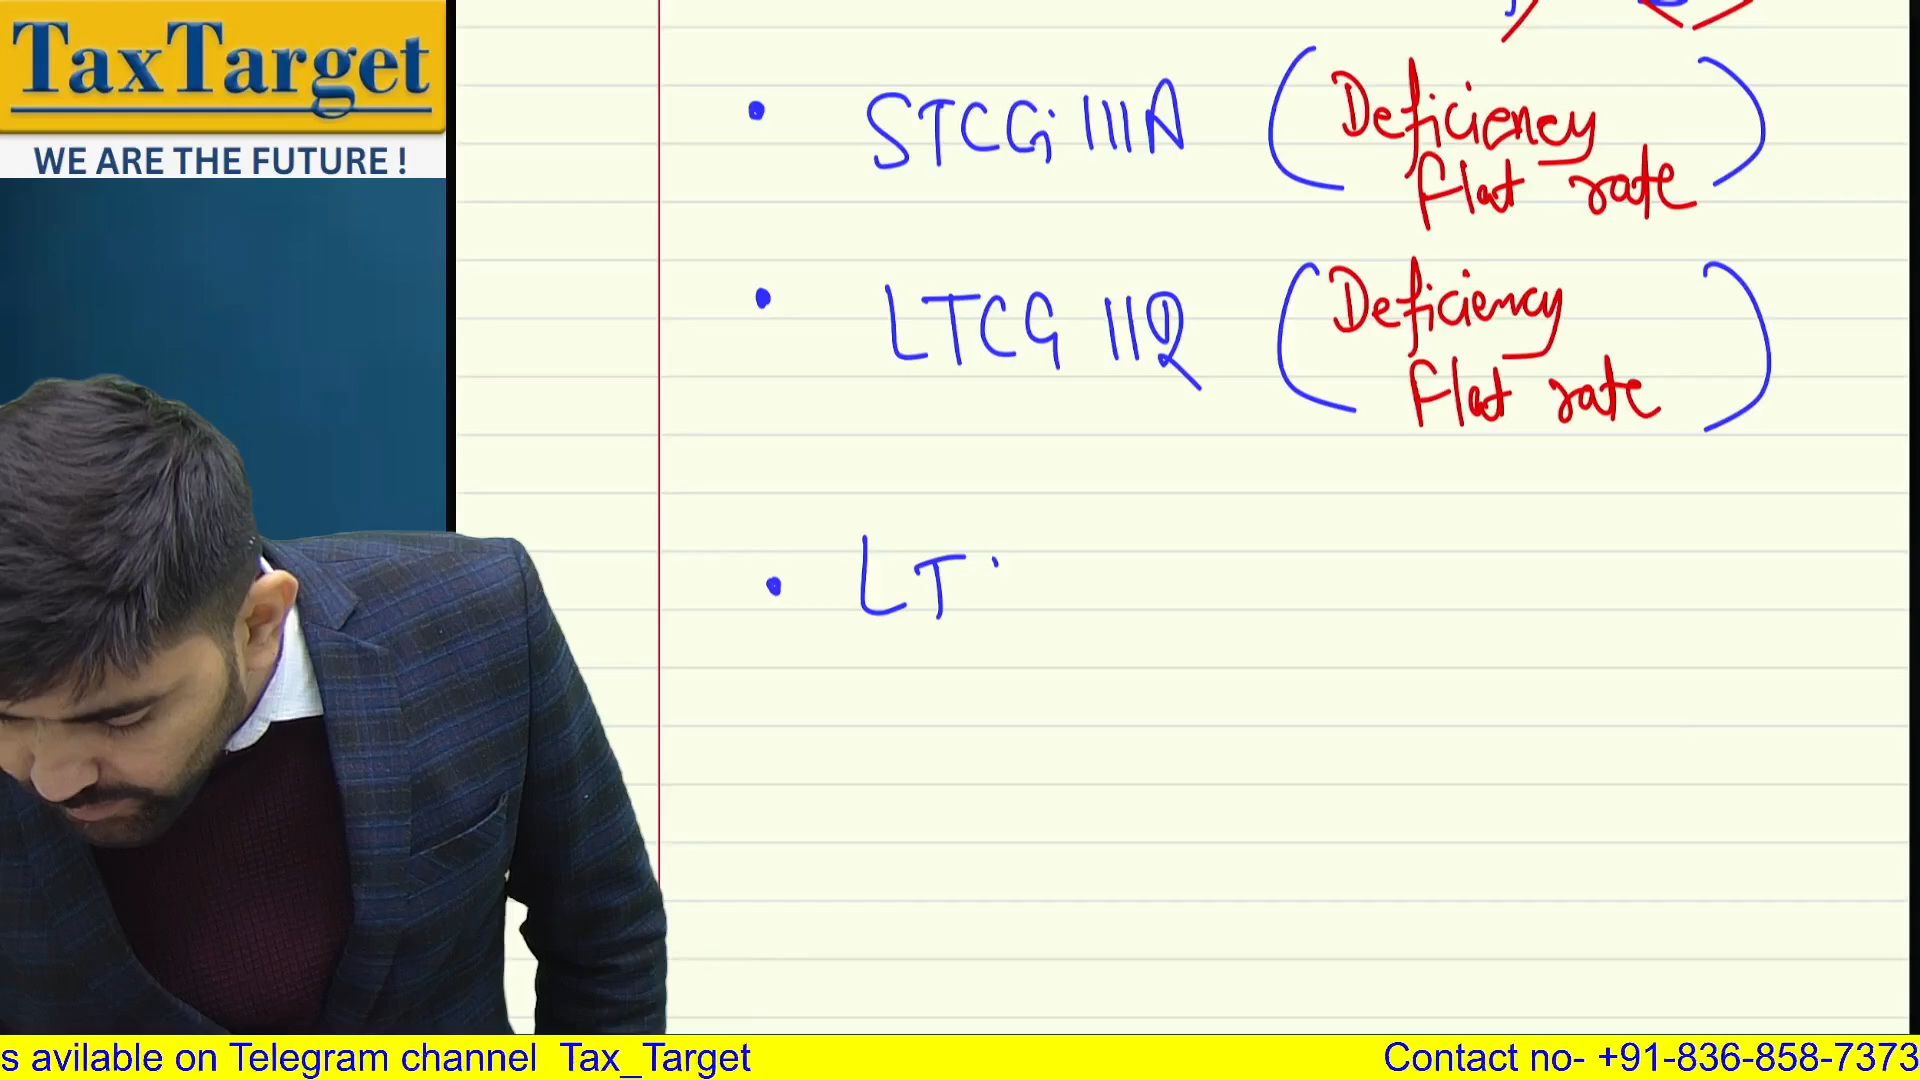 TaxTarget
WE ARE THE FUTURE !
• STCG 111A (Deficiency
Flat rate)
• LTCG 112 (Deficiency
Flat rate)
• LT
s avilable on Telegram channel Tax_Target
Contact no- +91-836-858-7373